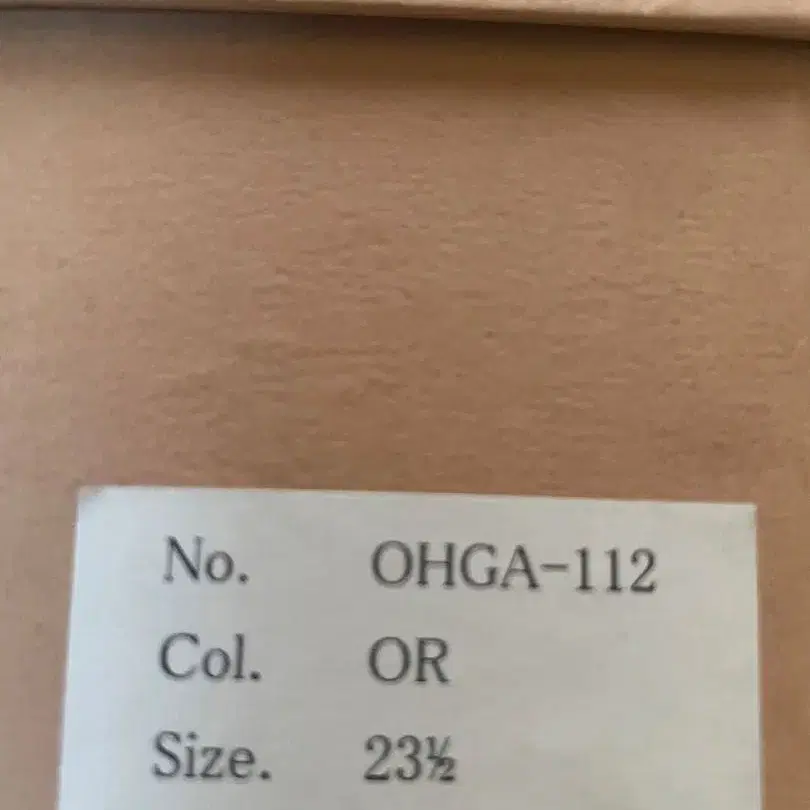 No. OHGA-112
Col. OR
Size. 23½